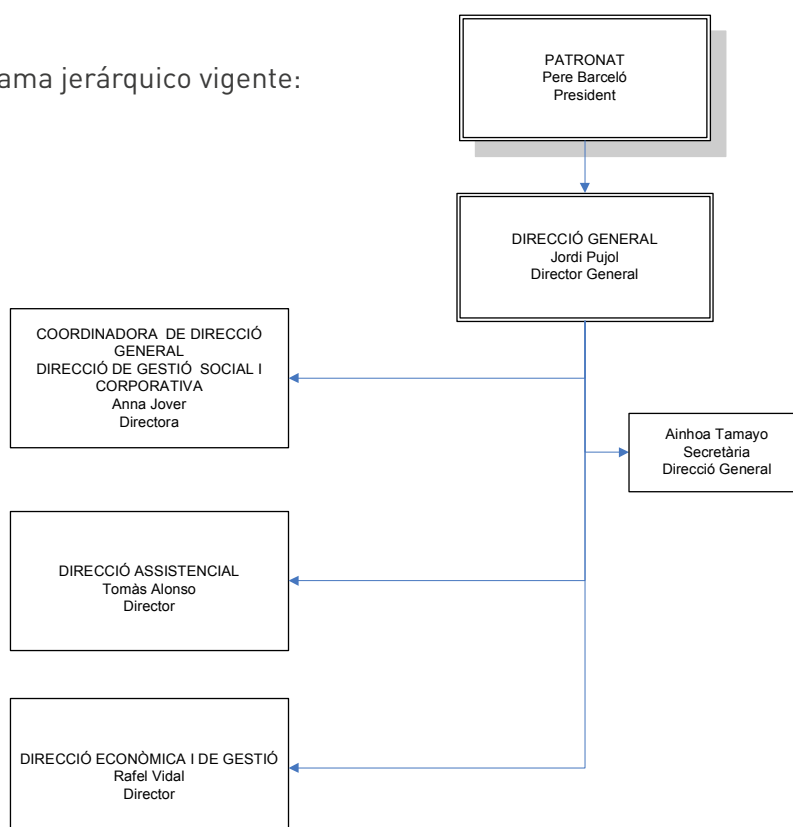 ama jerárquico vigente:
PATRONAT
Pere Barceló
President
DIRECCIÓ GENERAL
Jordi Pujol
Director General
COORDINADORA DE DIRECCIÓ
GENERAL
DIRECCIÓ DE GESTIÓ SOCIAL I
CORPORATIVA
Anna Jover
Directora
Ainhoa Tamayo
Secretària
Direcció General
DIRECCIÓ ASSISTENCIAL
Tomàs Alonso
Director
DIRECCIÓ ECONÒMICA I DE GESTIÓ
Rafel Vidal
Director